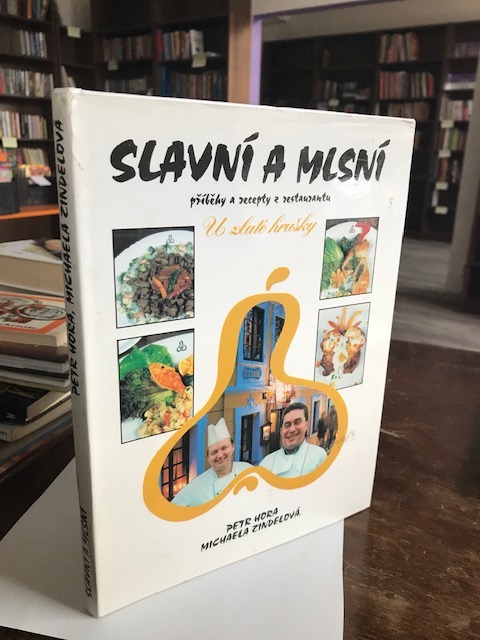 SLAVNÍ A MLSNÍ
příběhy a recepty z restaurantu
U zlaté hrušky
PETR HORA
MICHAELA ZINDELOVÁ
PETR HORA, MICHAELA ZINDELOVÁ
SLAVNÍ A MLSNÍ